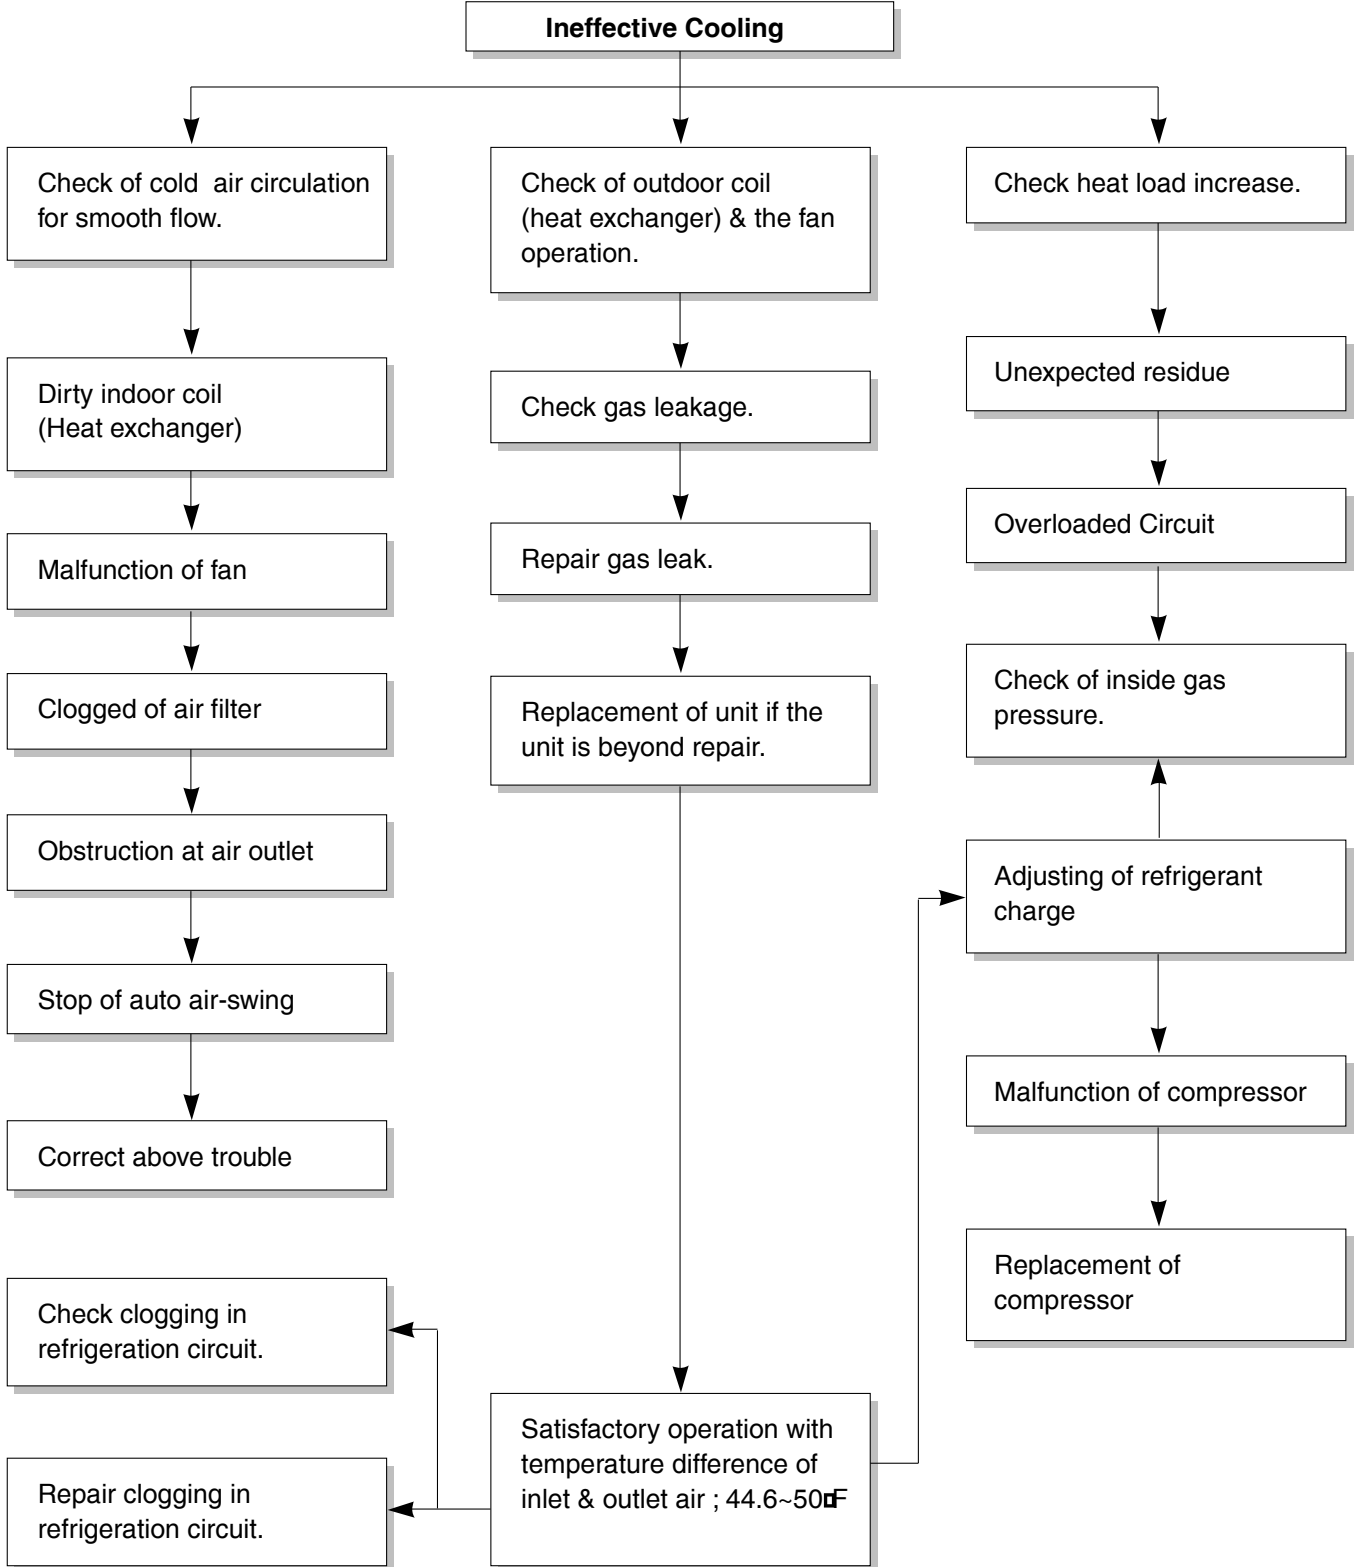 Ineffective Cooling
Check of cold air circulation
for smooth flow.
Dirty indoor coil
(Heat exchanger)
Malfunction of fan
Clogged of air filter
Obstruction at air outlet
Stop of auto air-swing
Correct above trouble
Check clogging in
refrigeration circuit.
Repair clogging in
refrigeration circuit.
Check of outdoor coil
(heat exchanger) & the fan
operation.
Check gas leakage.
Repair gas leak.
Replacement of unit if the
unit is beyond repair.
Satisfactory operation with
temperature difference of
inlet & outlet air ; 44.6~50□F
Check heat load increase.
Unexpected residue
Overloaded Circuit
Check of inside gas
pressure.
Adjusting of refrigerant
charge
Malfunction of compressor
Replacement of
compressor